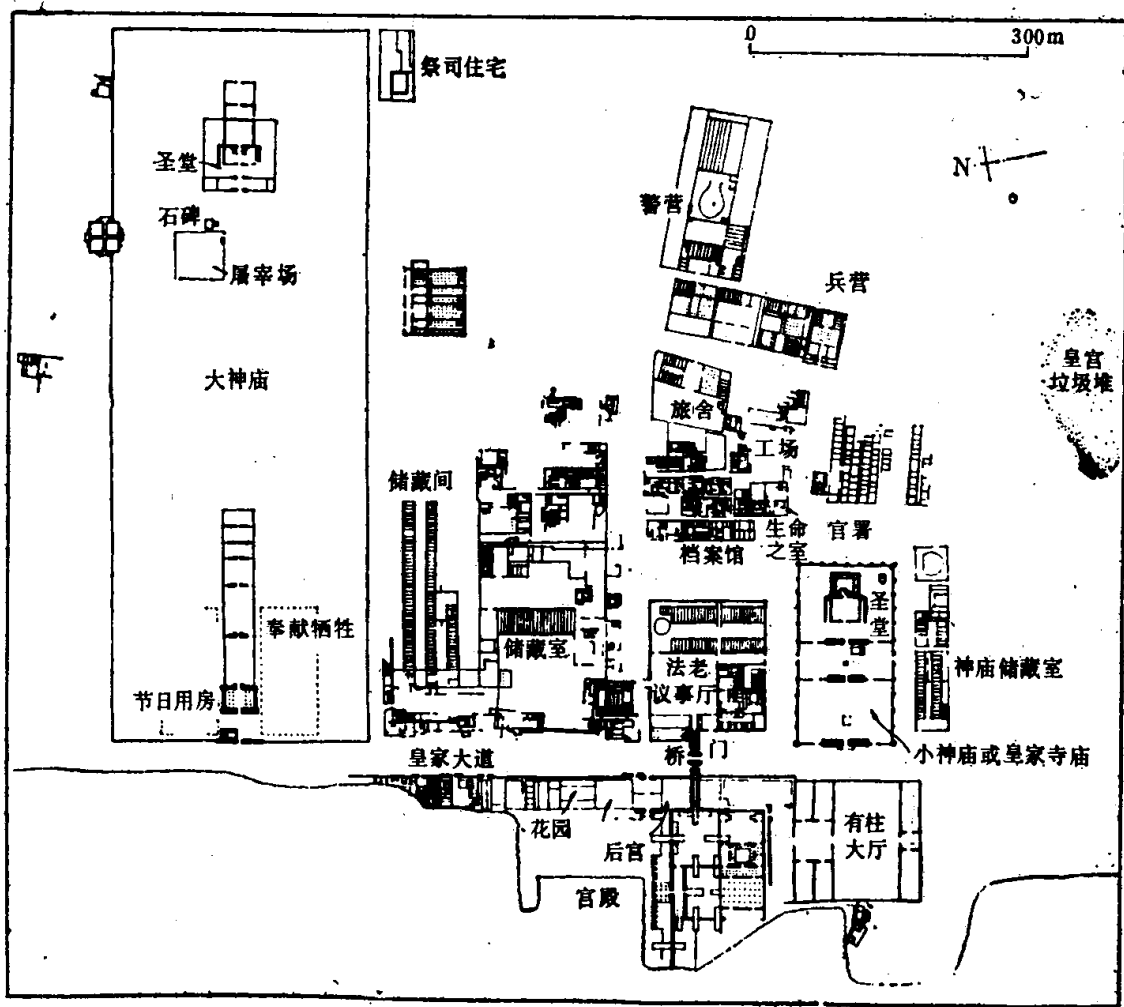 0 300m
祭司住宅
N
圣堂
石碑
屠宰场
警营
兵营
皇宫
垃圾堆
大神庙
旅舍
工场
储藏间
生命
之室
官署
档案馆
圣
堂
奉献牺牲
储藏室
法老
议事厅
神庙储藏室
节日用房
皇家大道
桥
门
小神庙或皇家寺庙
花园
后宫
有柱
大厅
宫殿